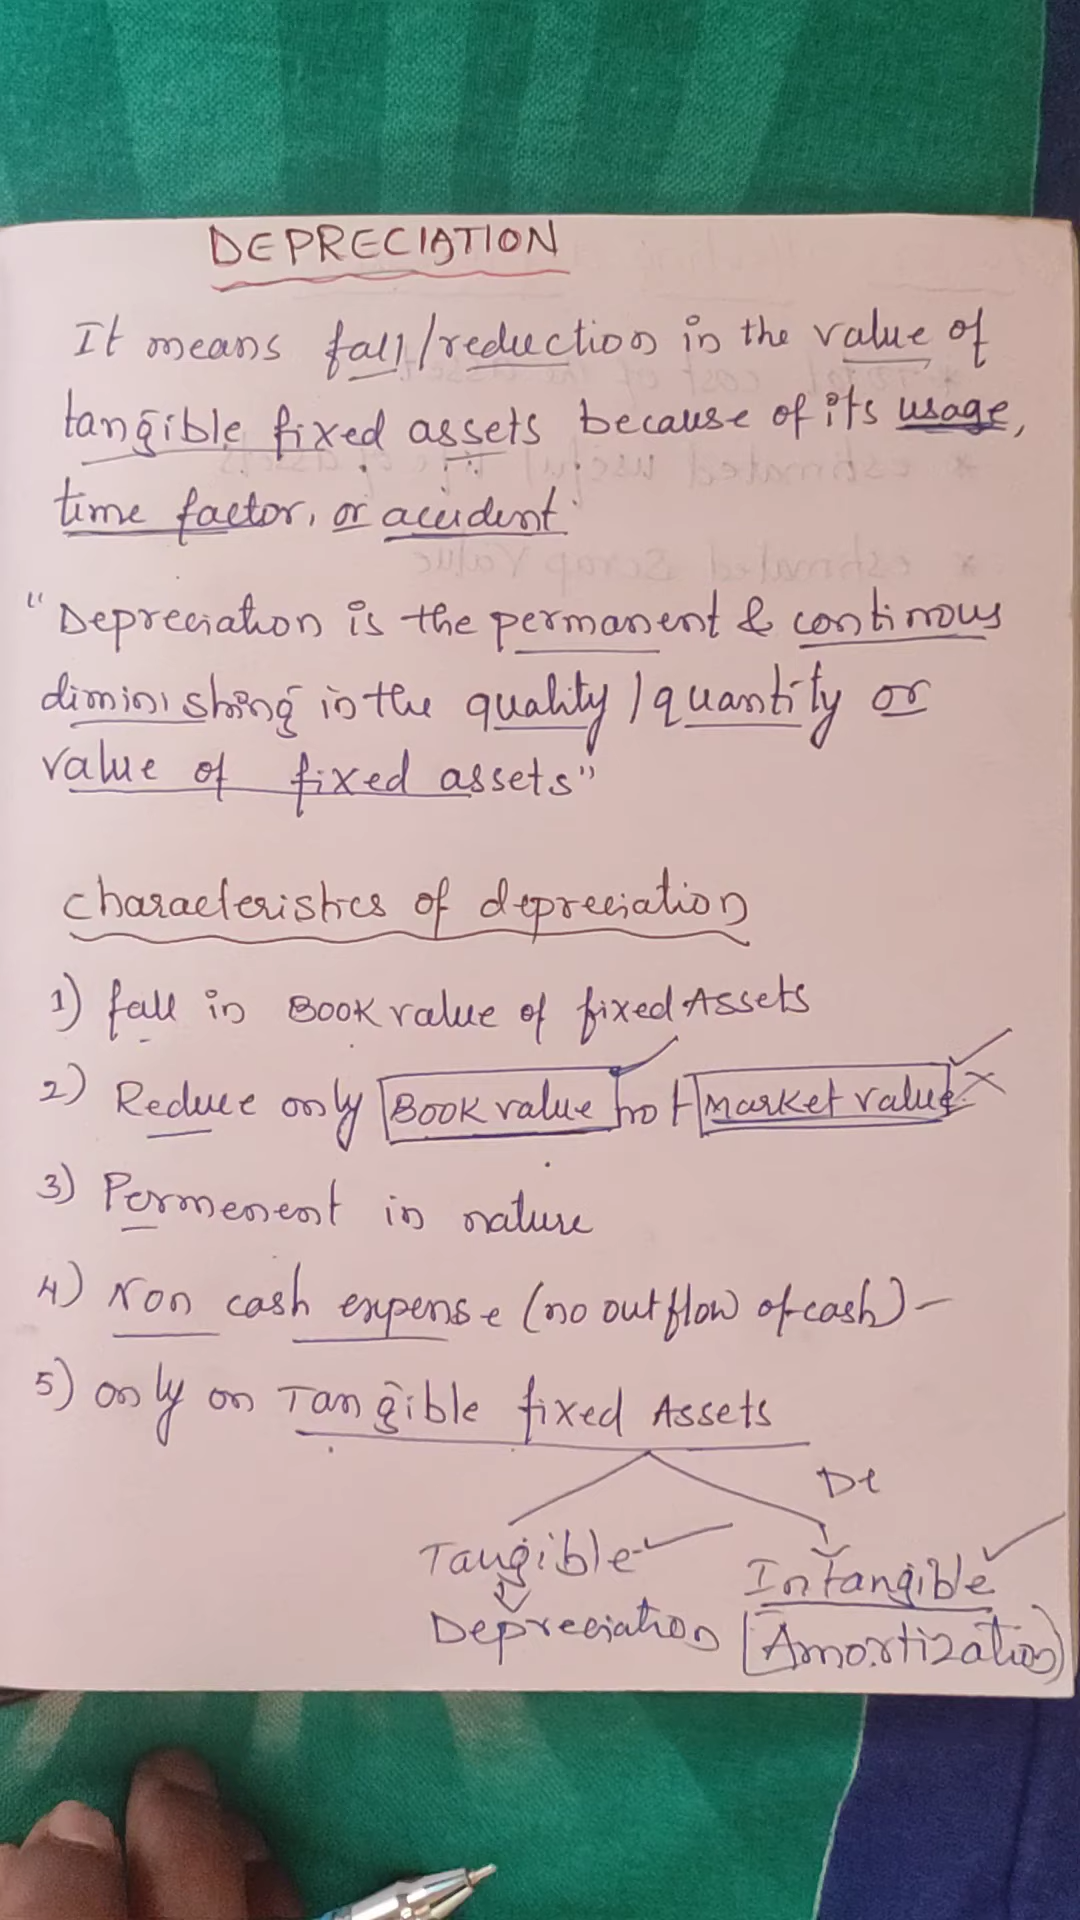 DEPRECIATION
It means fall/reduction in the value of
tangible fixed assets because of its usage,
time factor, or accident
"Depreciation is the permanent & continous
diminishing in the quality / quantity or
value of fixed assets"
characteristics of depreciation
1) fall in BOOK value of fixed Assets
2) Reduce only BOOK value not Market value
3) Permenent in nature
4) Non cash expense (no outflow of cash) -
5) only on Tangible fixed Assets
De
Tangible
Intangible
Depreciation
Amortization